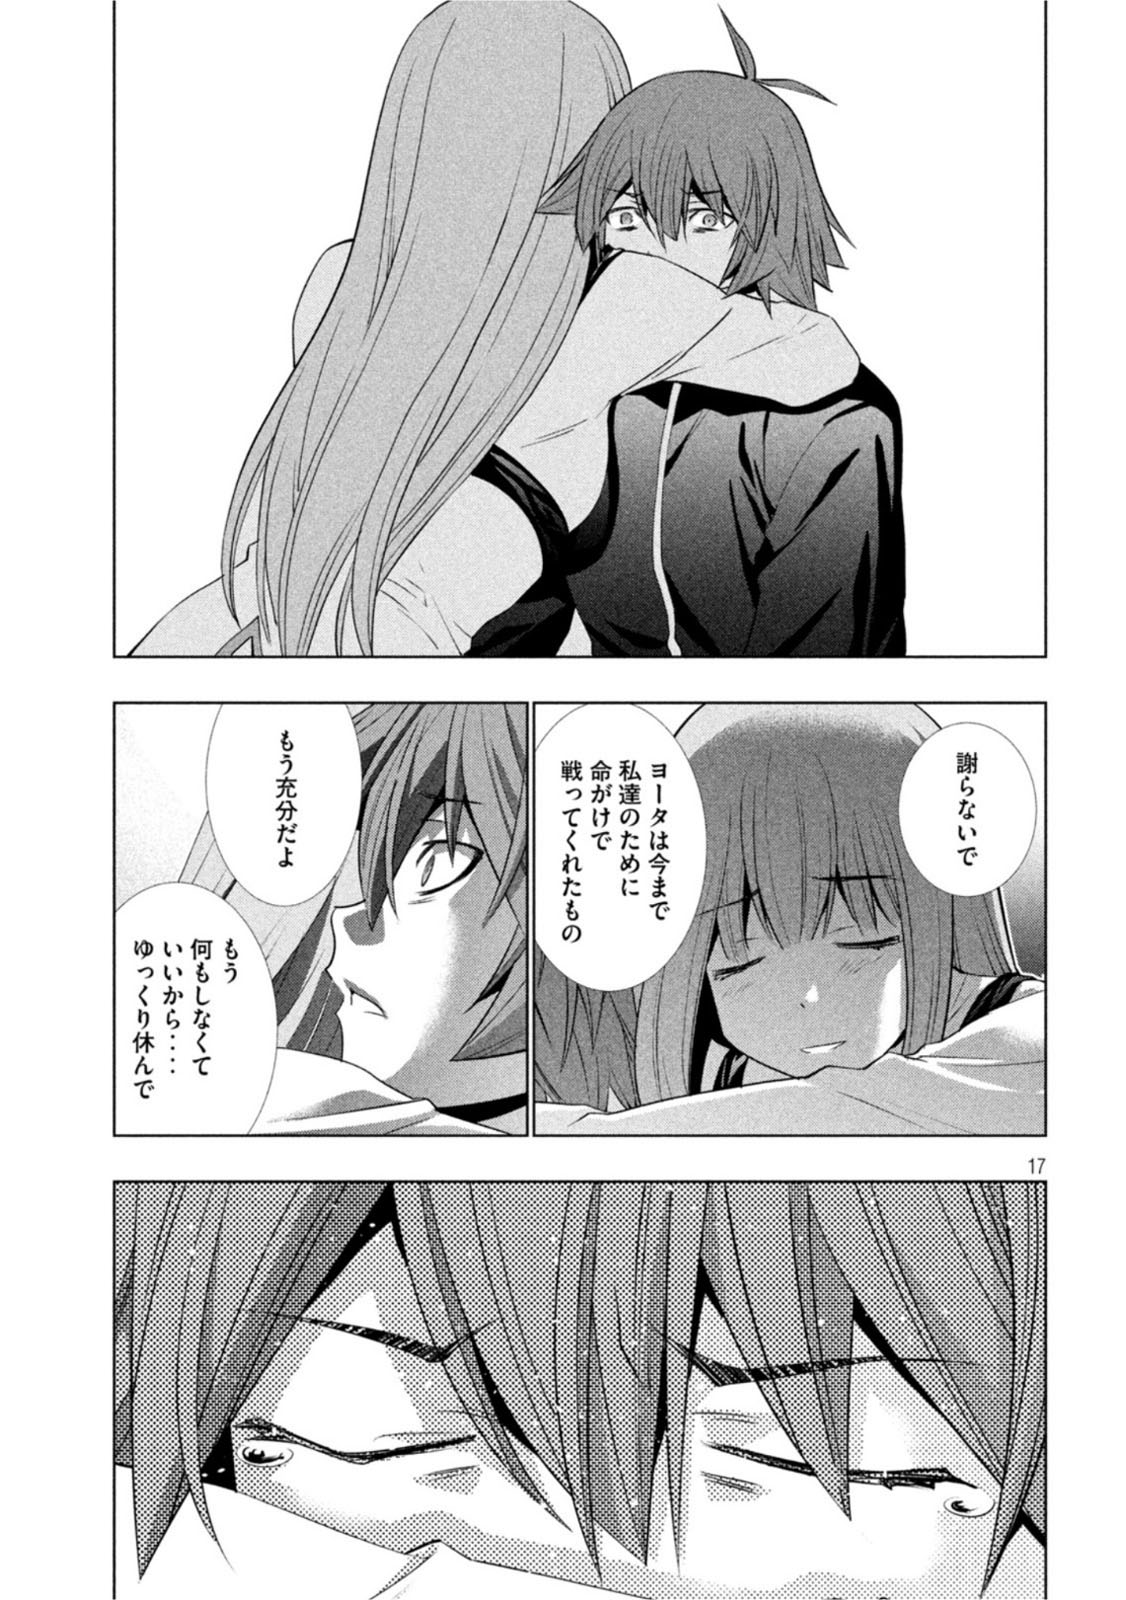 謝らないで
ヨータは今まで
私達のために
命がけで
戦ってくれたもの
もう充分だよ
もう
何もしなくて
いいから‥‥
ゆっくり休んで
17